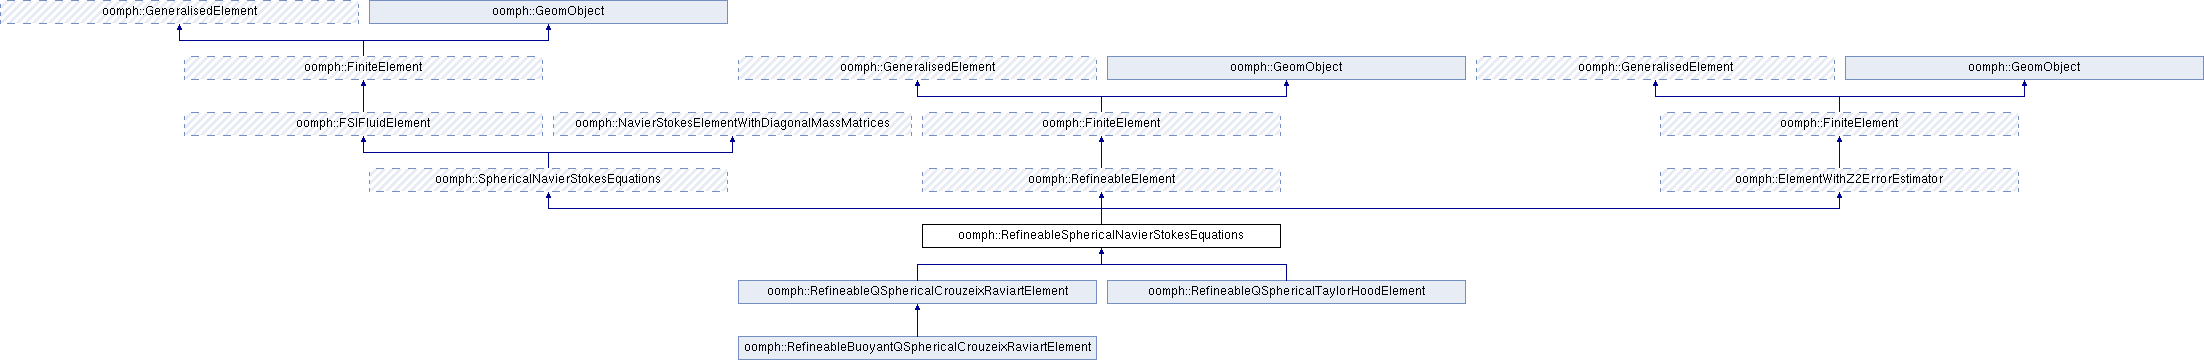 oomph::GeneralisedElement
oomph::GeomObject
oomph::FiniteElement
oomph::GeneralisedElement
oomph::GeomObject
oomph::GeneralisedElement
oomph::GeomObject
oomph::FSIFluidElement
oomph::NavierStokesElementWithDiagonalMassMatrices
oomph::FiniteElement
oomph::FiniteElement
oomph::SphericalNavierStokesEquations
oomph::RefineableElement
oomph::ElementWithZ2ErrorEstimator
oomph::RefineableSphericalNavierStokesEquations
oomph::RefineableQSphericalCrouzeixRaviartElement
oomph::RefineableQSphericalTaylorHoodElement
oomph::RefineableBuoyantQSphericalCrouzeixRaviartElement